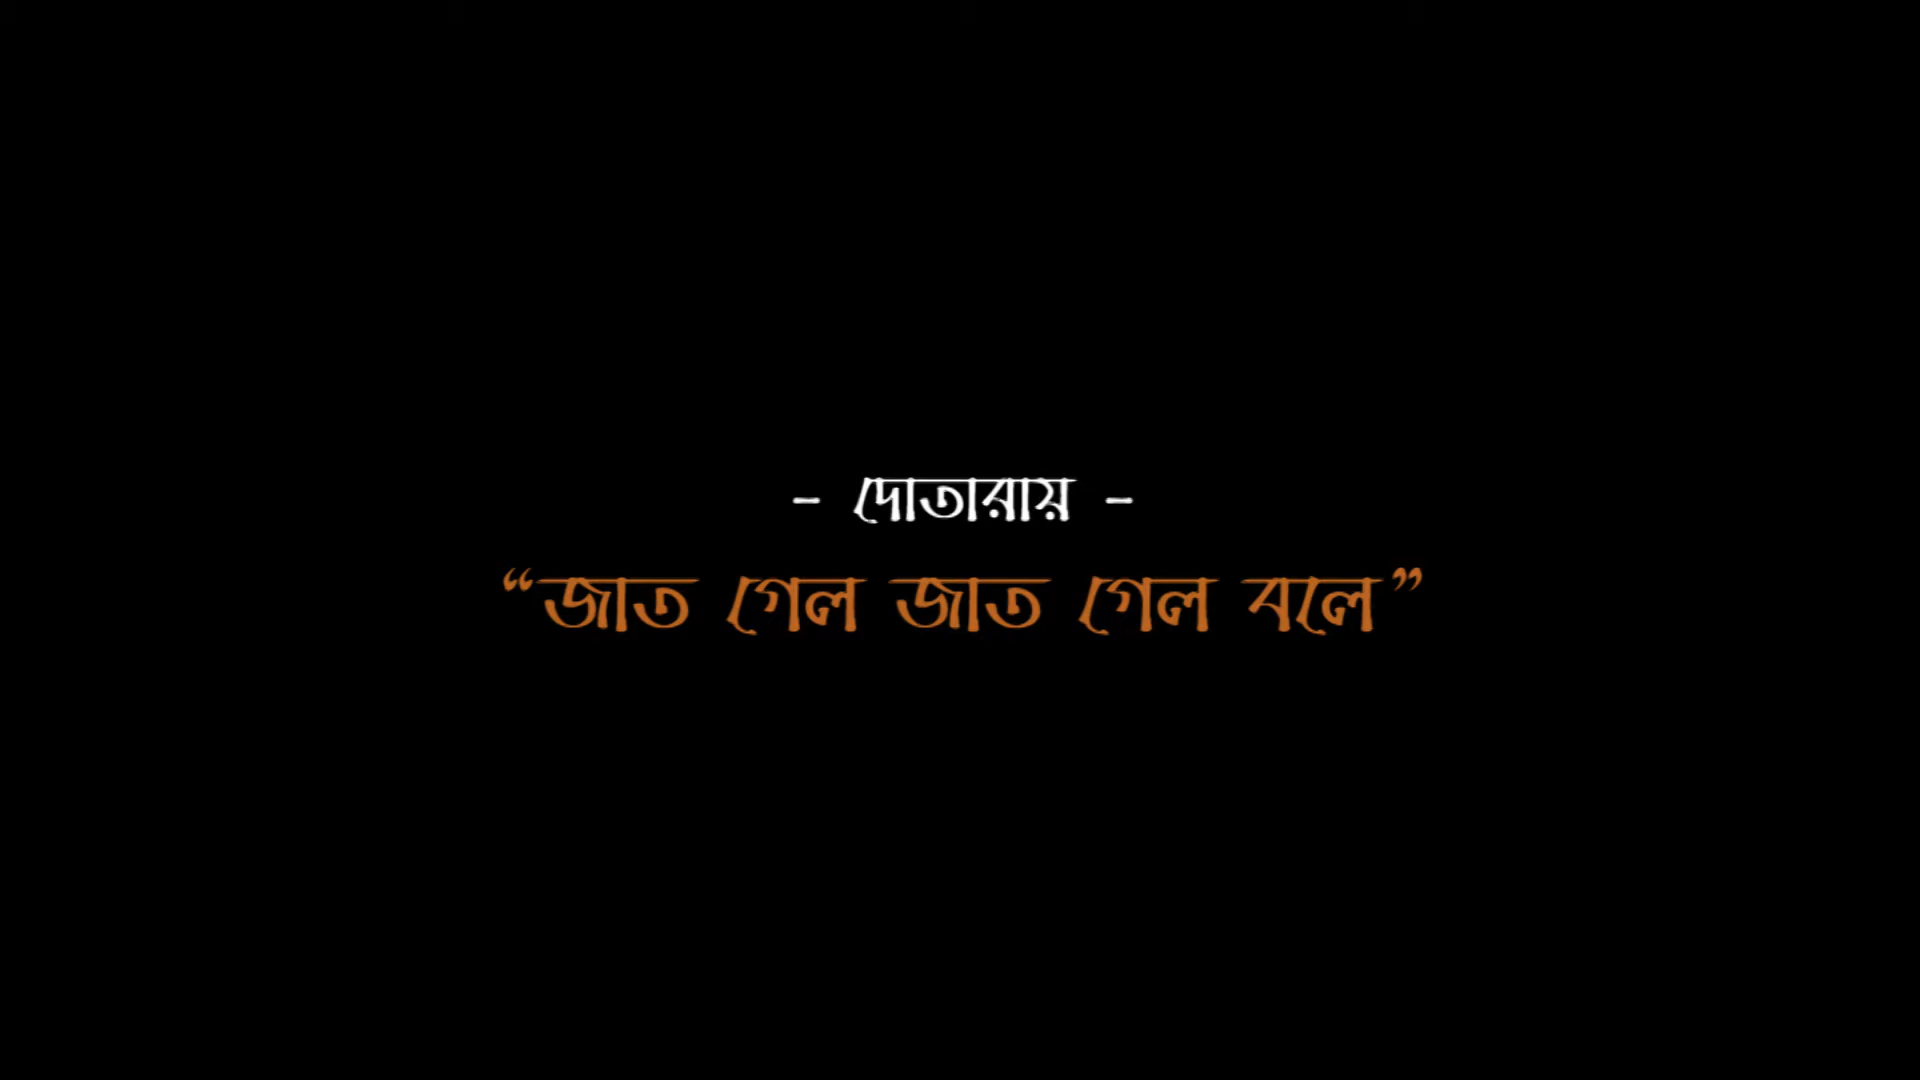 - দোতারায় -
“জাত গেল জাত গেল বলে”